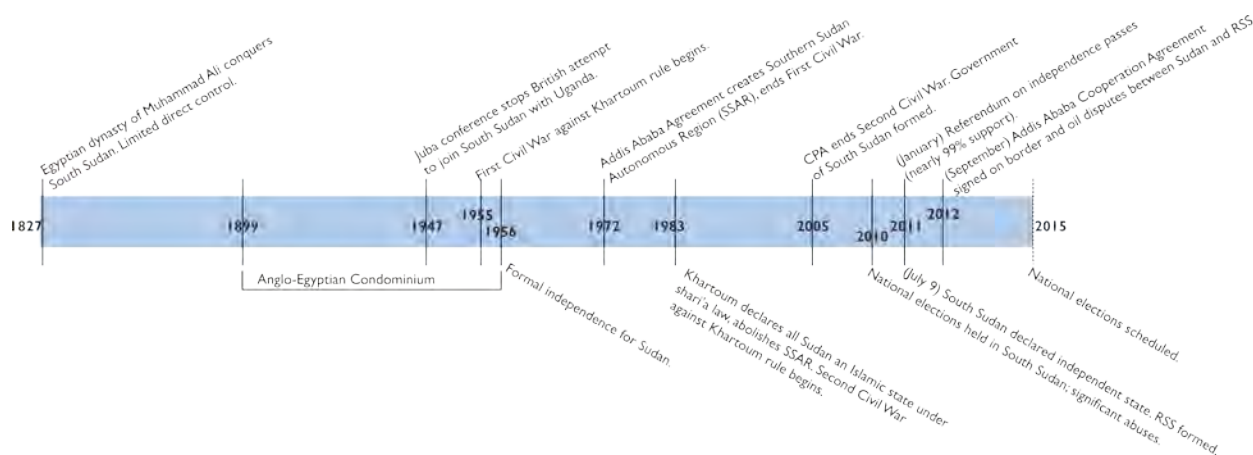 Egyptian dynasty of Muhammad Ali conquers
South Sudan. Limited direct control.
Juba conference stops British attempt
to join South Sudan with Uganda.
First Civil War against Khartoum rule begins.
Addis Ababa Agreement creates Southern Sudan
Autonomous Region (SSAR), ends First Civil War.
CPA ends Second Civil War. Government
of South Sudan formed.
(January) Referendum on independence passes
(nearly 99% support).
(September) Addis Ababa Cooperation Agreement
signed on border and oil disputes between Sudan and RSS
1827
1899
1947
1955
1956
1972
1983
2005
2010
2011
2012
2015
Anglo-Egyptian Condominium
Formal independence for Sudan.
Khartoum declares all Sudan an Islamic state under
shari'a law, abolishes SSAR. Second Civil War
against Khartoum rule begins.
National elections held in South Sudan; significant abuses.
(July 9) South Sudan declared independent state. RSS formed.
National elections scheduled.